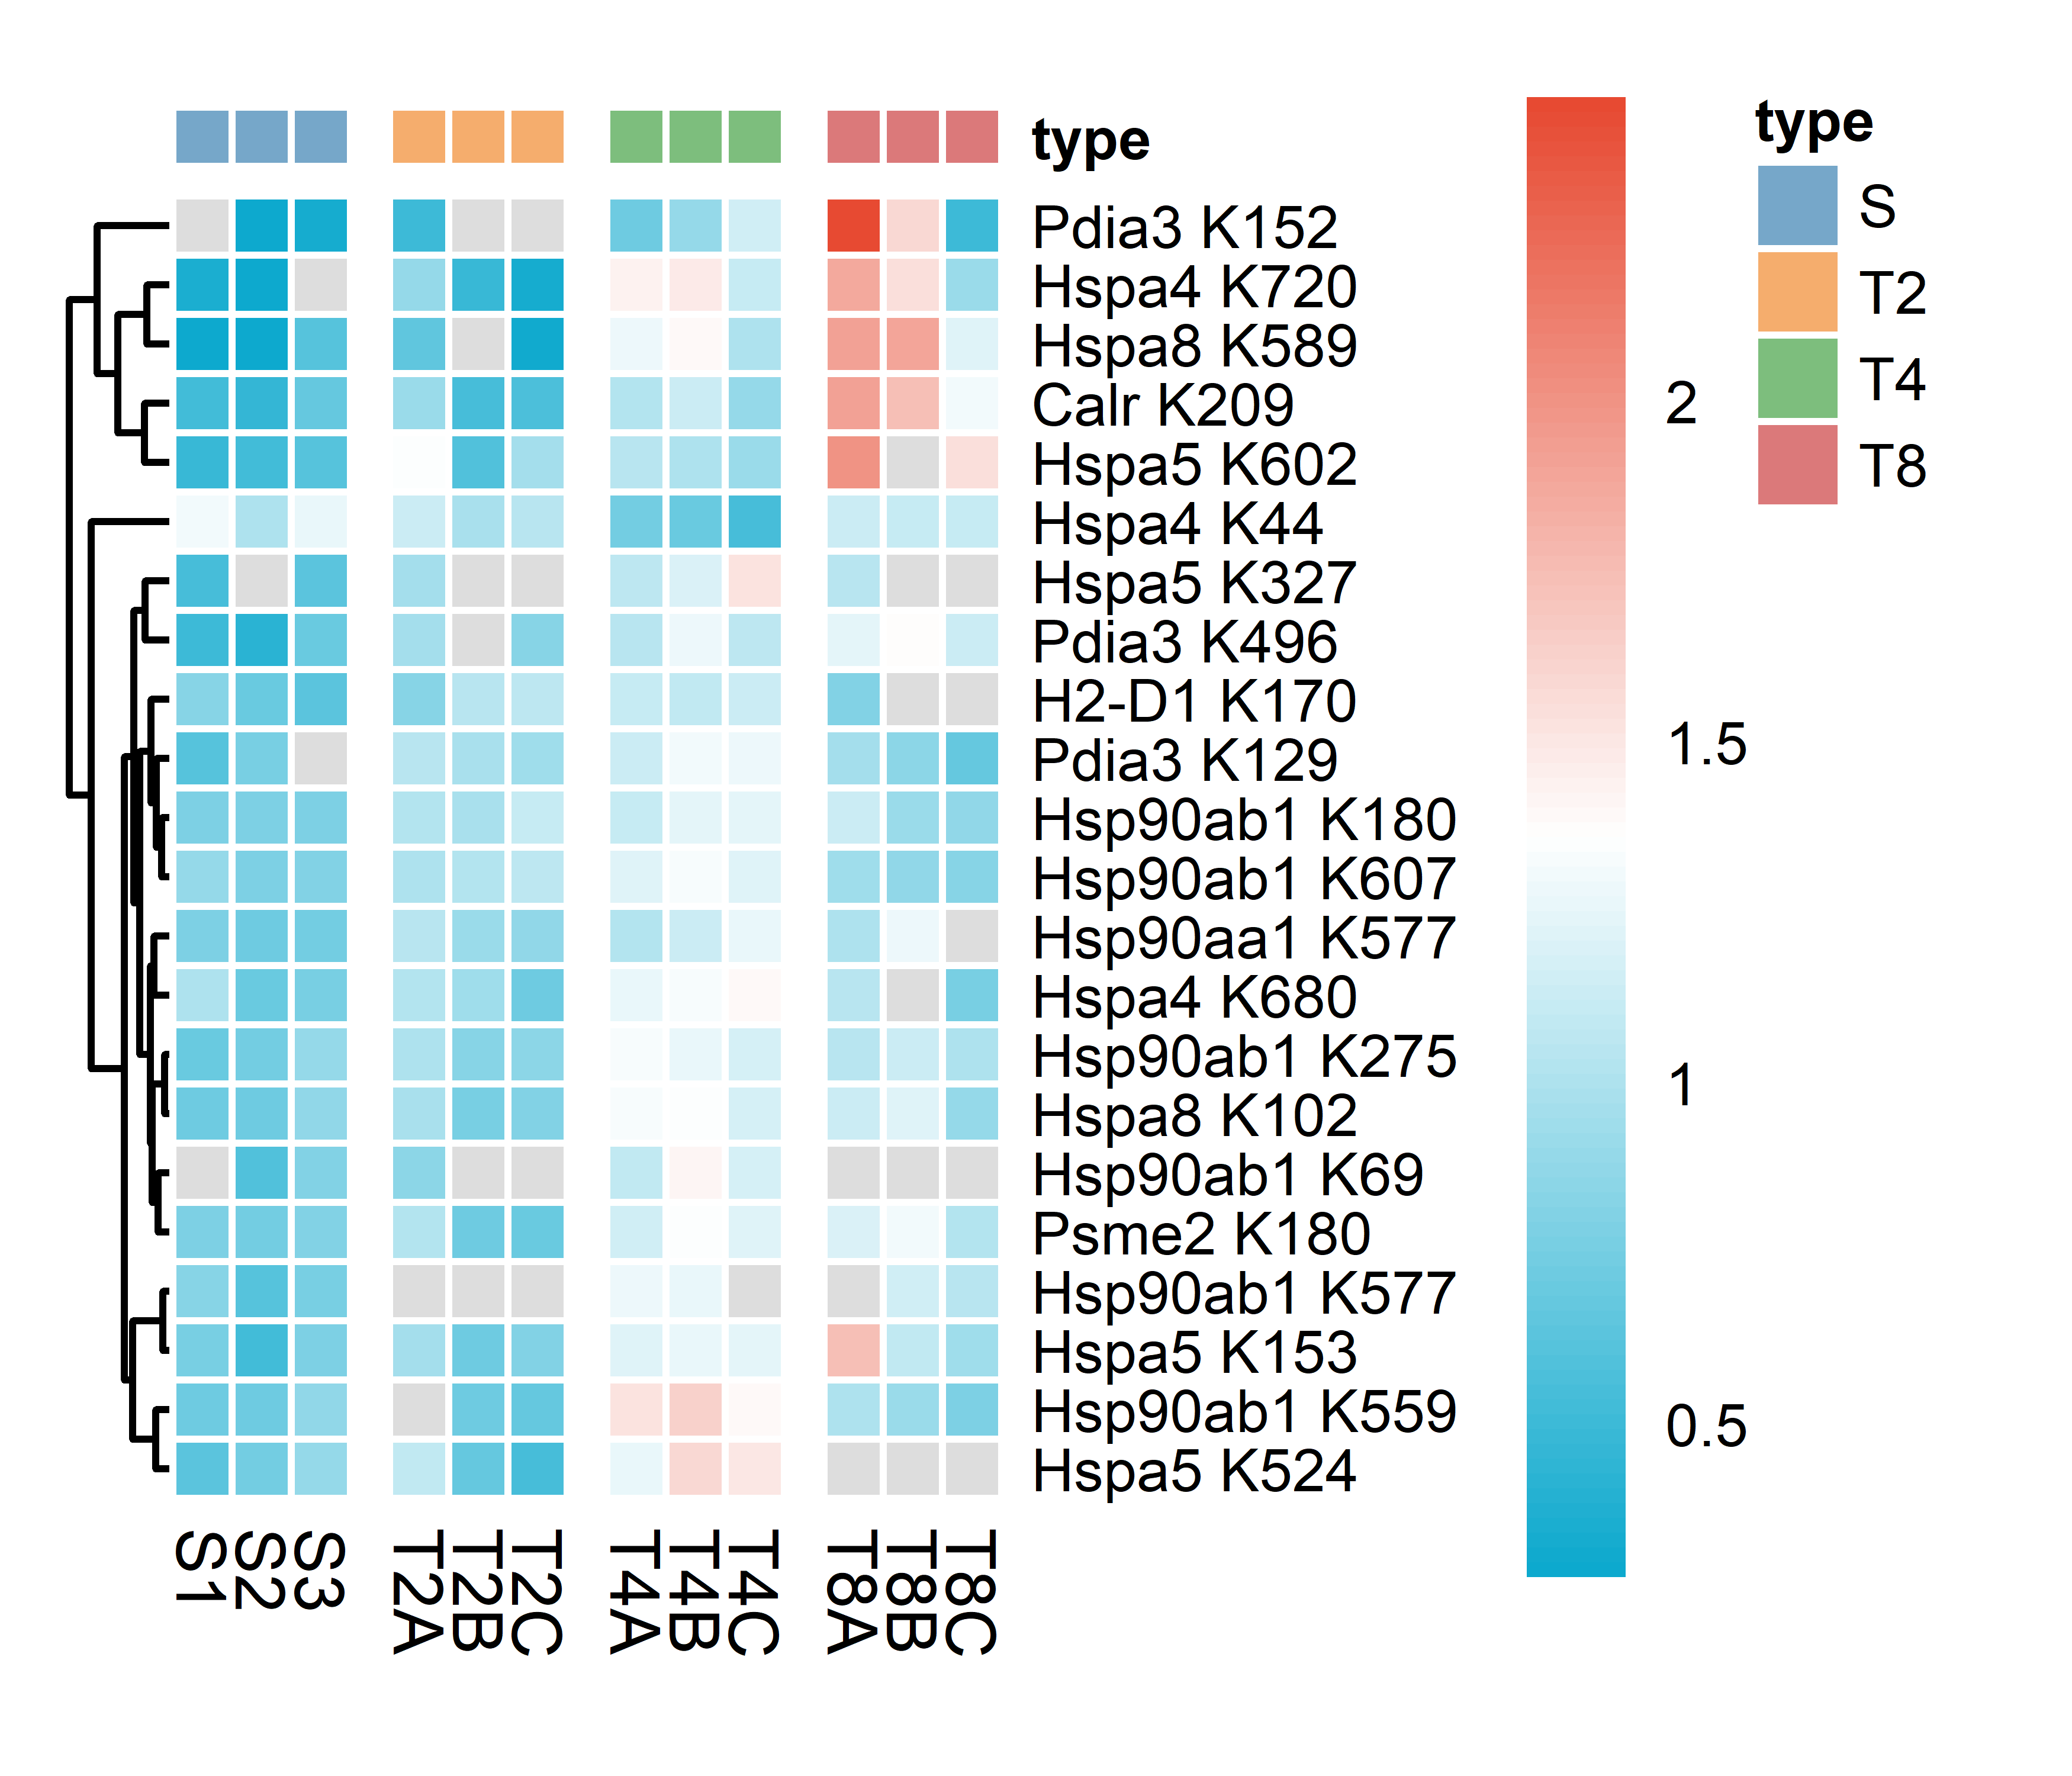 type
Pdia3 K152
Hspa4 K720
Hspa8 K589
Calr K209
Hspa5 K602
Hspa4 K44
Hspa5 K327
Pdia3 K496
H2-D1 K170
Pdia3 K129
Hsp90ab1 K180
Hsp90ab1 K607
Hsp90aa1 K577
Hspa4 K680
Hsp90ab1 K275
Hspa8 K102
Hsp90ab1 K69
Psme2 K180
Hsp90ab1 K577
Hspa5 K153
Hsp90ab1 K559
Hspa5 K524
S1
S2
S3
T2A
T2B
T2C
T4A
T4B
T4C
T8A
T8B
T8C
2
1.5
1
0.5
type
S
T2
T4
T8